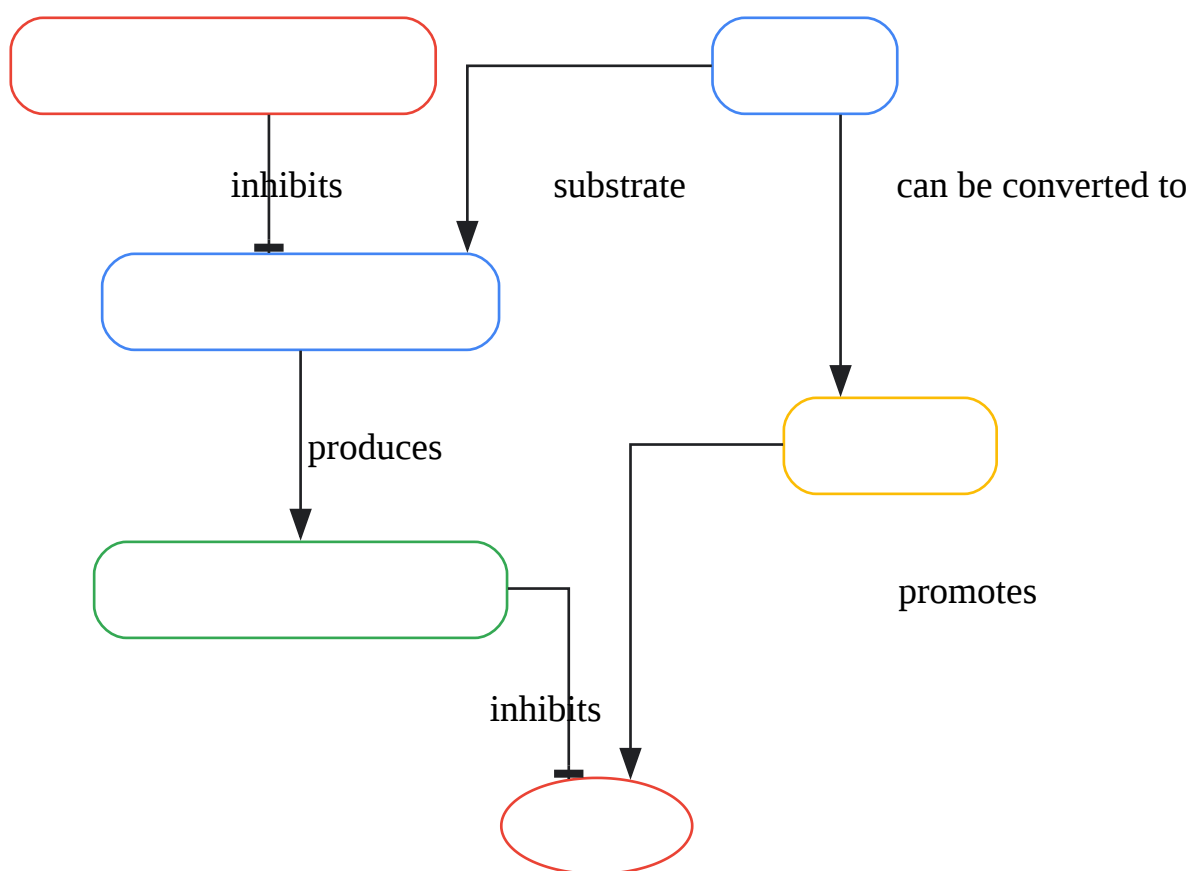 inhibits
substrate
can be converted to
produces
promotes
inhibits